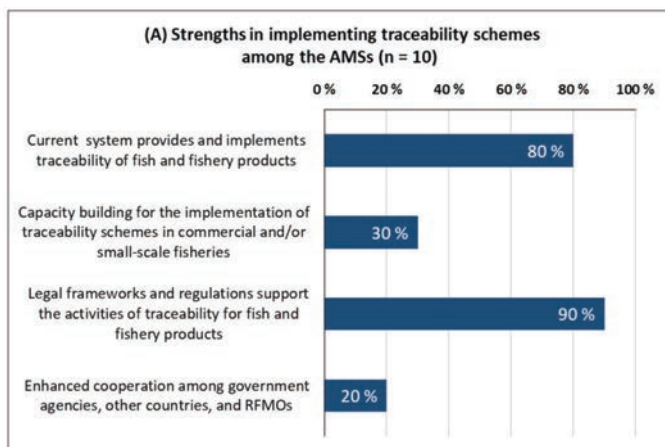 (A) Strengths in implementing traceability schemes
among the AMSs (n = 10)
0 % 20 % 40 % 60 % 80 % 100 %
Current system provides and implements
traceability of fish and fishery products
80 %
Capacity building for the implementation of
traceability schemes in commercial and/or
small-scale fisheries
30 %
Legal frameworks and regulations support
the activities of traceability for fish and
fishery products
90 %
Enhanced cooperation among government
agencies, other countries, and RFMOs
20 %